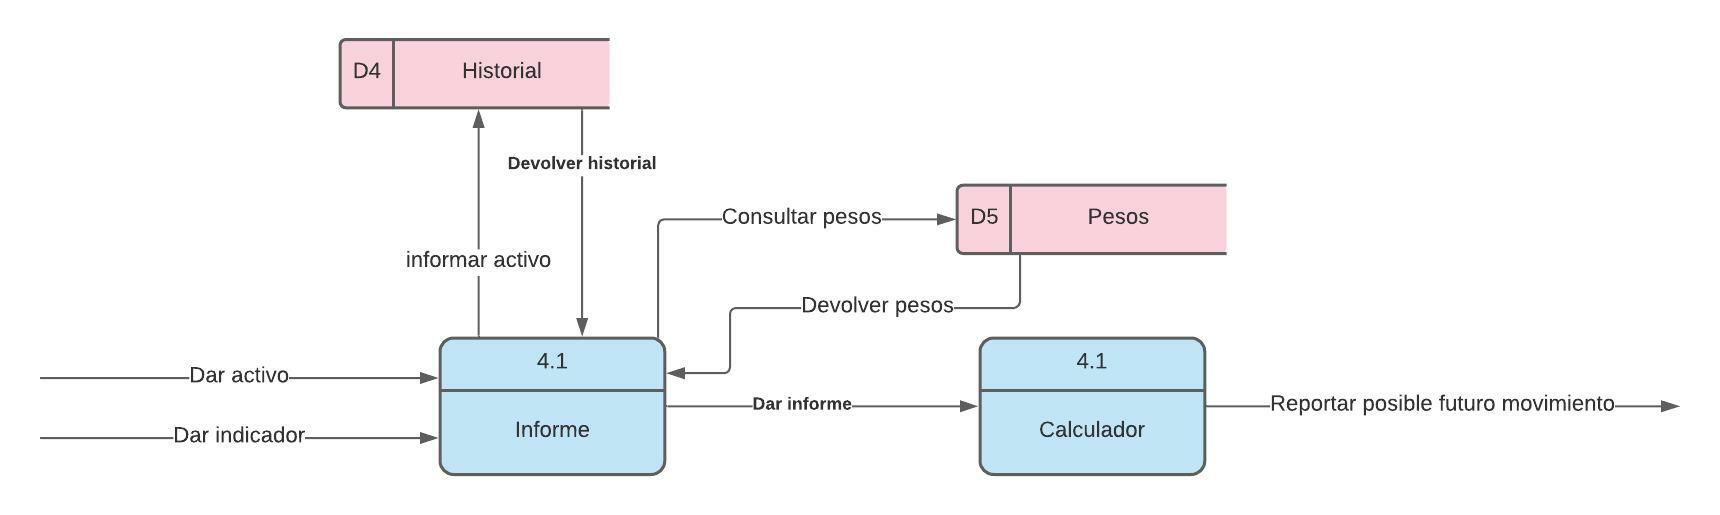 D4
Historial
Devolver historial
D5
Pesos
Consultar pesos
informar activo
Devolver pesos
4.1
4.1
Dar activo
Dar informe
Reportar posible futuro movimiento
Dar indicador
Informe
Calculador